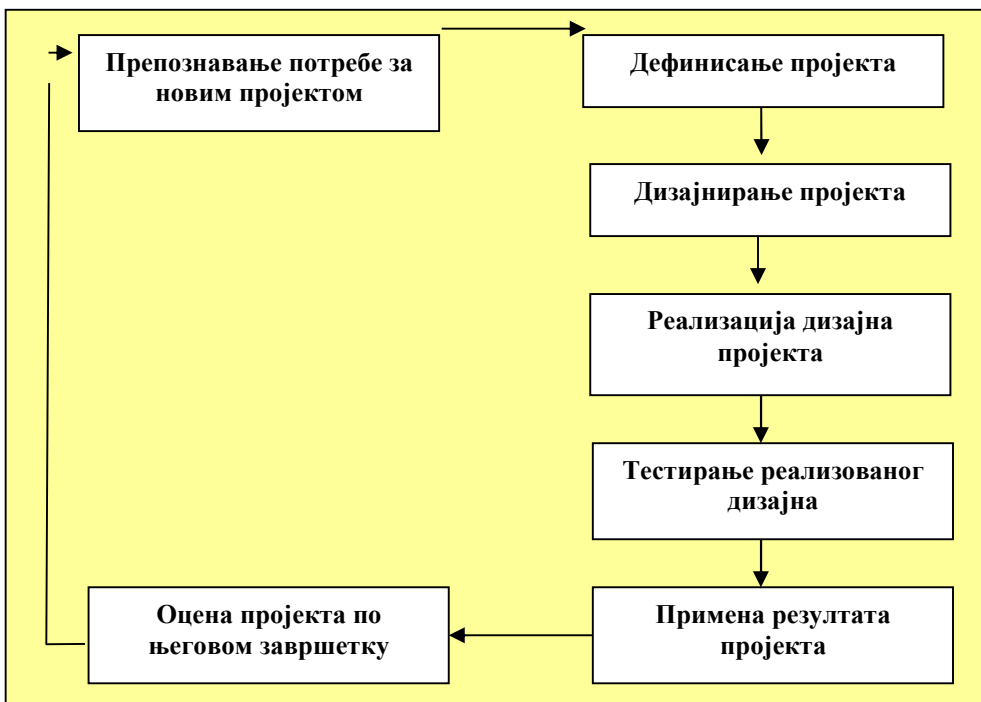 Препознавање потребе за
новим пројектом
Дефинисање пројекта
Дизајнирање пројекта
Реализација дизајна
пројекта
Тестирање реализованог
дизајна
Примена резултата
пројекта
Оцена пројекта по
његовом завршетку